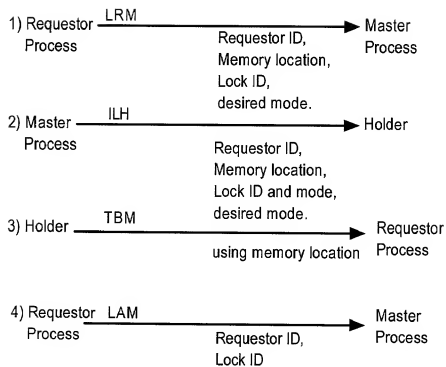 1) Requestor LRM Master
Process Requestor ID, Process
Memory location,
Lock ID,
desired mode.
2) Master ILH Holder
Process
Requestor ID,
Memory location,
Lock ID and mode,
desired mode.
3) Holder TBM Requestor
using memory location Process
4) Requestor LAM Master
Process Requestor ID, Process
Lock ID